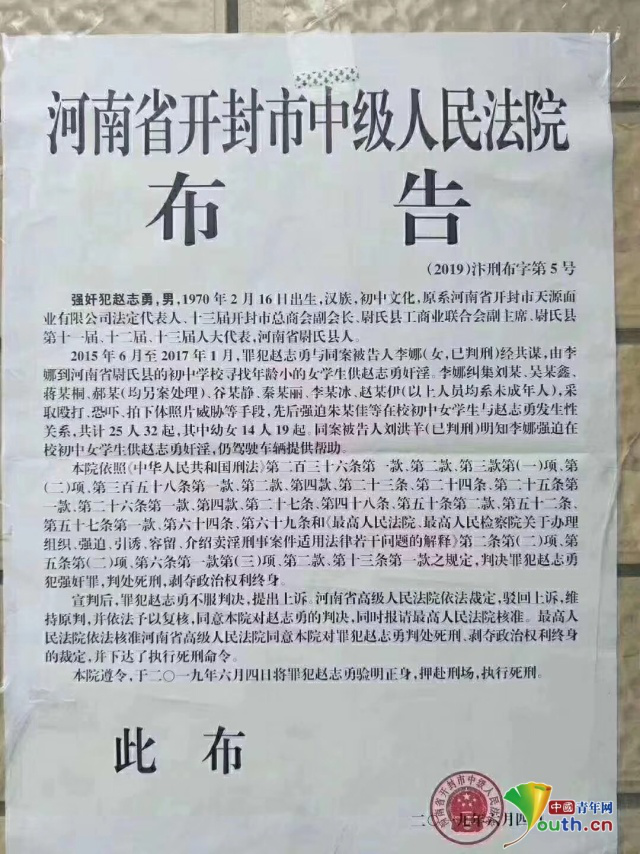 河南省开封市中级人民法院
布 告
(2019)汴刑布字第5号
强奸犯赵志勇,男,1970年2月16日出生,汉族,初中文化,原系河南省开封市天源面
业有限公司法定代表人、十三届开封市总商会副会长、尉氏县工商业联合会副主席、尉氏县
第十一届、十二届、十三届人大代表,河南省尉氏县人。
2015年6月至2017年1月,罪犯赵志勇与同案被告人李娜(女,已判刑)经共谋,由李
娜到河南省尉氏县的初中学校寻找年龄小的女学生供赵志勇奸淫。李娜纠集刘某、吴某鑫、
蒋某桐、郝某(均另案处理)、谷某静、秦某丽、李某冰、赵某伊(以上人员均系未成年人),采
取殴打、恐吓、拍下体照片威胁等手段,先后强迫朱某佳等在校初中女学生与赵志勇发生性
关系,共计25人32起,其中幼女14人19起。同案被告人刘洪洋(已判刑)明知李娜强迫在
校初中女学生供赵志勇奸淫,仍驾驶车辆提供帮助。
本院依照《中华人民共和国刑法》第二百三十六条第一款、第二款、第三款第(一)项、第
(二)项、第三百五十八条第一款、第二款、第四款、第二十三条、第二十四条、第二十五条第
一款、第二十六条第一款、第四款、第二十七条、第四十八条、第五十条第二款、第五十二条、
第五十七条第一款、第六十四条、第六十九条和《最高人民法院、最高人民检察院关于办理
组织、强迫、引诱、容留、介绍卖淫刑事案件适用法律若干问题的解释》第二条第(二)项、第
五条第(二)项、第六条第一款第(三)项、第二款、第十三条第一款之规定,判决罪犯赵志勇
犯强奸罪,判处死刑,剥夺政治权利终身。
宣判后,罪犯赵志勇不服判决,提出上诉。河南省高级人民法院依法裁定,驳回上诉,维
持原判,并依法予以复核,同意本院对赵志勇的判决,同时报请最高人民法院核准。最高人
民法院依法核准河南省高级人民法院同意本院对罪犯赵志勇判处死刑、剥夺政治权利终身
的裁定,并下达了执行死刑命令。
本院遵令,于二〇一九年六月四日将罪犯赵志勇验明正身,押赴刑场,执行死刑。
此 布
河南省开封市中级人民法院
二〇一九年六月四
中国青年网
Youth.cn